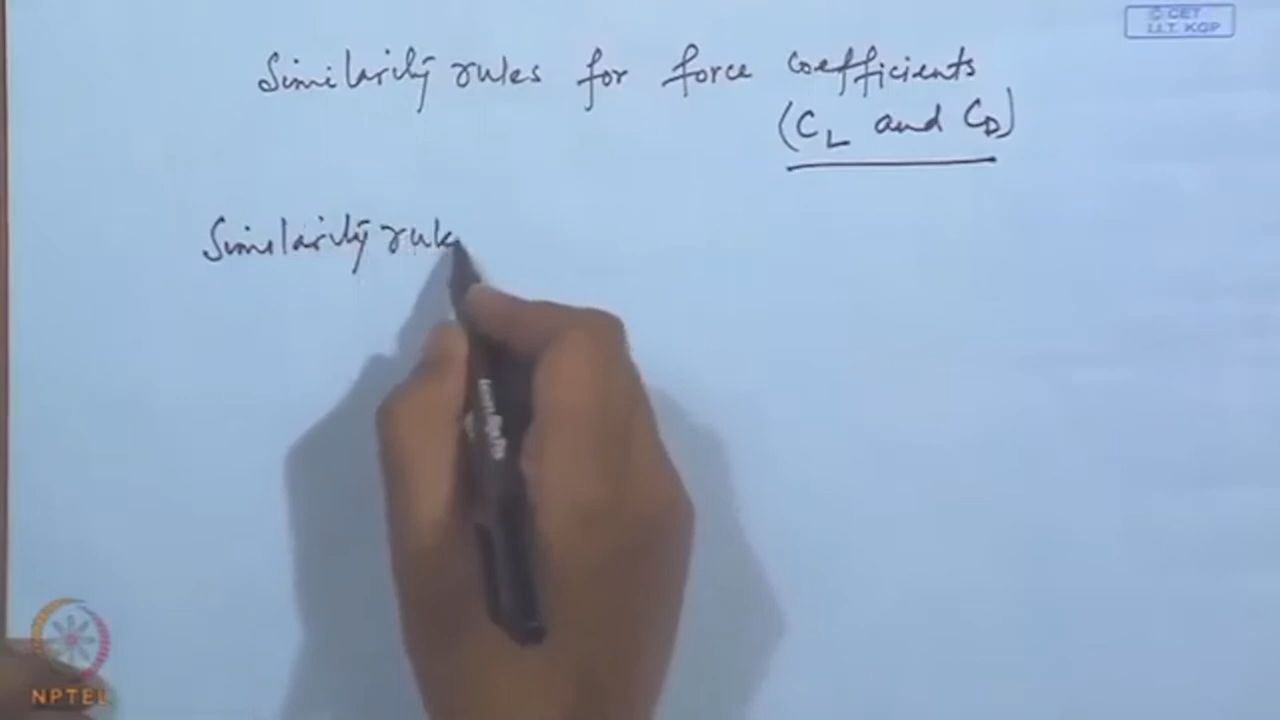 © CET
I.I.T. KGP
Similarity rules for force coefficients
(CL and CD)
Similarity rule
NPTEL